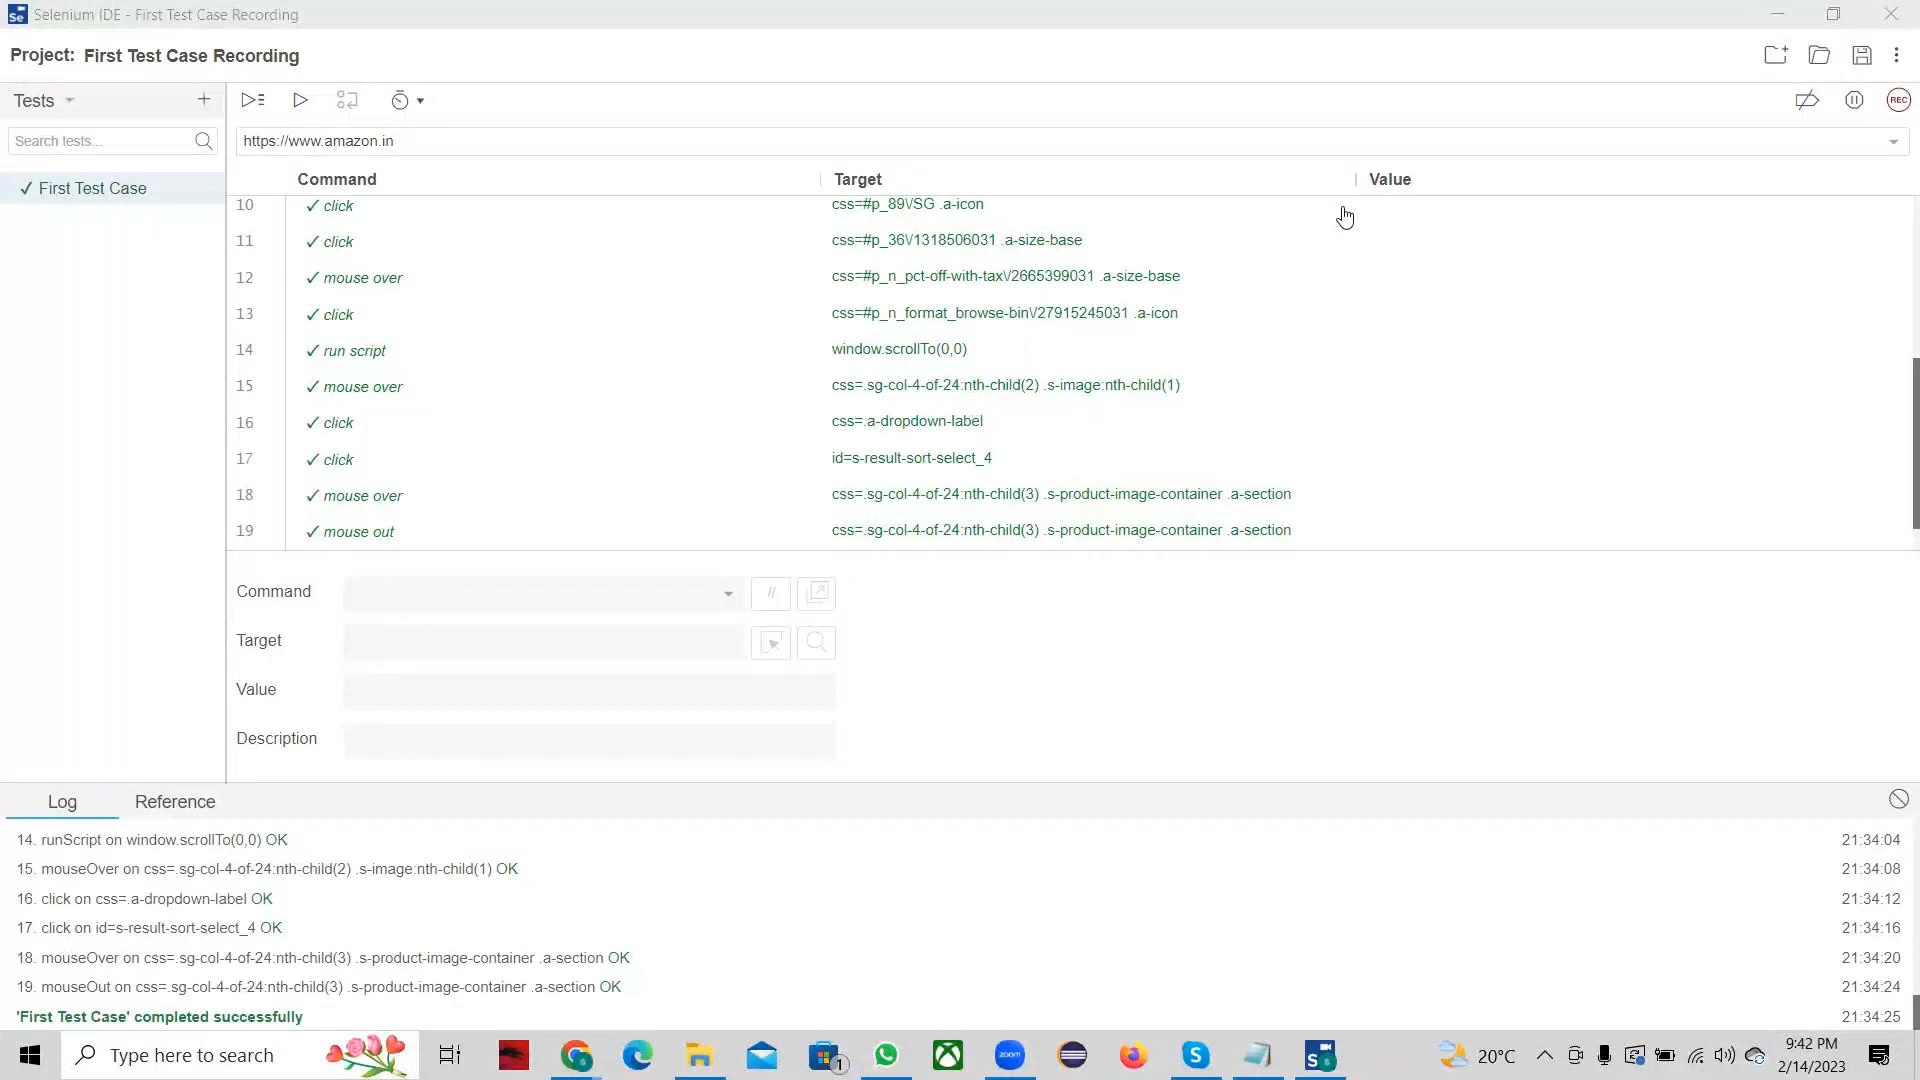 Selenium IDE - First Test Case Recording
Project: First Test Case Recording
Tests
https://www.amazon.in
Search tests...
First Test Case
Command Target Value
10 ✓ click css=#p_89\/SG .a-icon
11 ✓ click css=#p_36\/1318506031 .a-size-base
12 ✓ mouse over css=#p_n_pct-off-with-tax\/2665399031 .a-size-base
13 ✓ click css=#p_n_format_browse-bin\/27915245031 .a-icon
14 ✓ run script window.scrollTo(0,0)
15 ✓ mouse over css=.sg-col-4-of-24:nth-child(2) .s-image:nth-child(1)
16 ✓ click css=.a-dropdown-label
17 ✓ click id=s-result-sort-select_4
18 ✓ mouse over css=.sg-col-4-of-24:nth-child(3) .s-product-image-container .a-section
19 ✓ mouse out css=.sg-col-4-of-24:nth-child(3) .s-product-image-container .a-section
Command //
Target
Value
Description
Log Reference
14. runScript on window.scrollTo(0,0) OK 21:34:04
15. mouseOver on css=.sg-col-4-of-24:nth-child(2) .s-image:nth-child(1) OK 21:34:08
16. click on css=.a-dropdown-label OK 21:34:12
17. click on id=s-result-sort-select_4 OK 21:34:16
18. mouseOver on css=.sg-col-4-of-24:nth-child(3) .s-product-image-container .a-section OK 21:34:20
19. mouseOut on css=.sg-col-4-of-24:nth-child(3) .s-product-image-container .a-section OK 21:34:24
'First Test Case' completed successfully 21:34:25
Type here to search
1
zoom
20°C
9:42 PM
2/14/2023
REC
Se
S